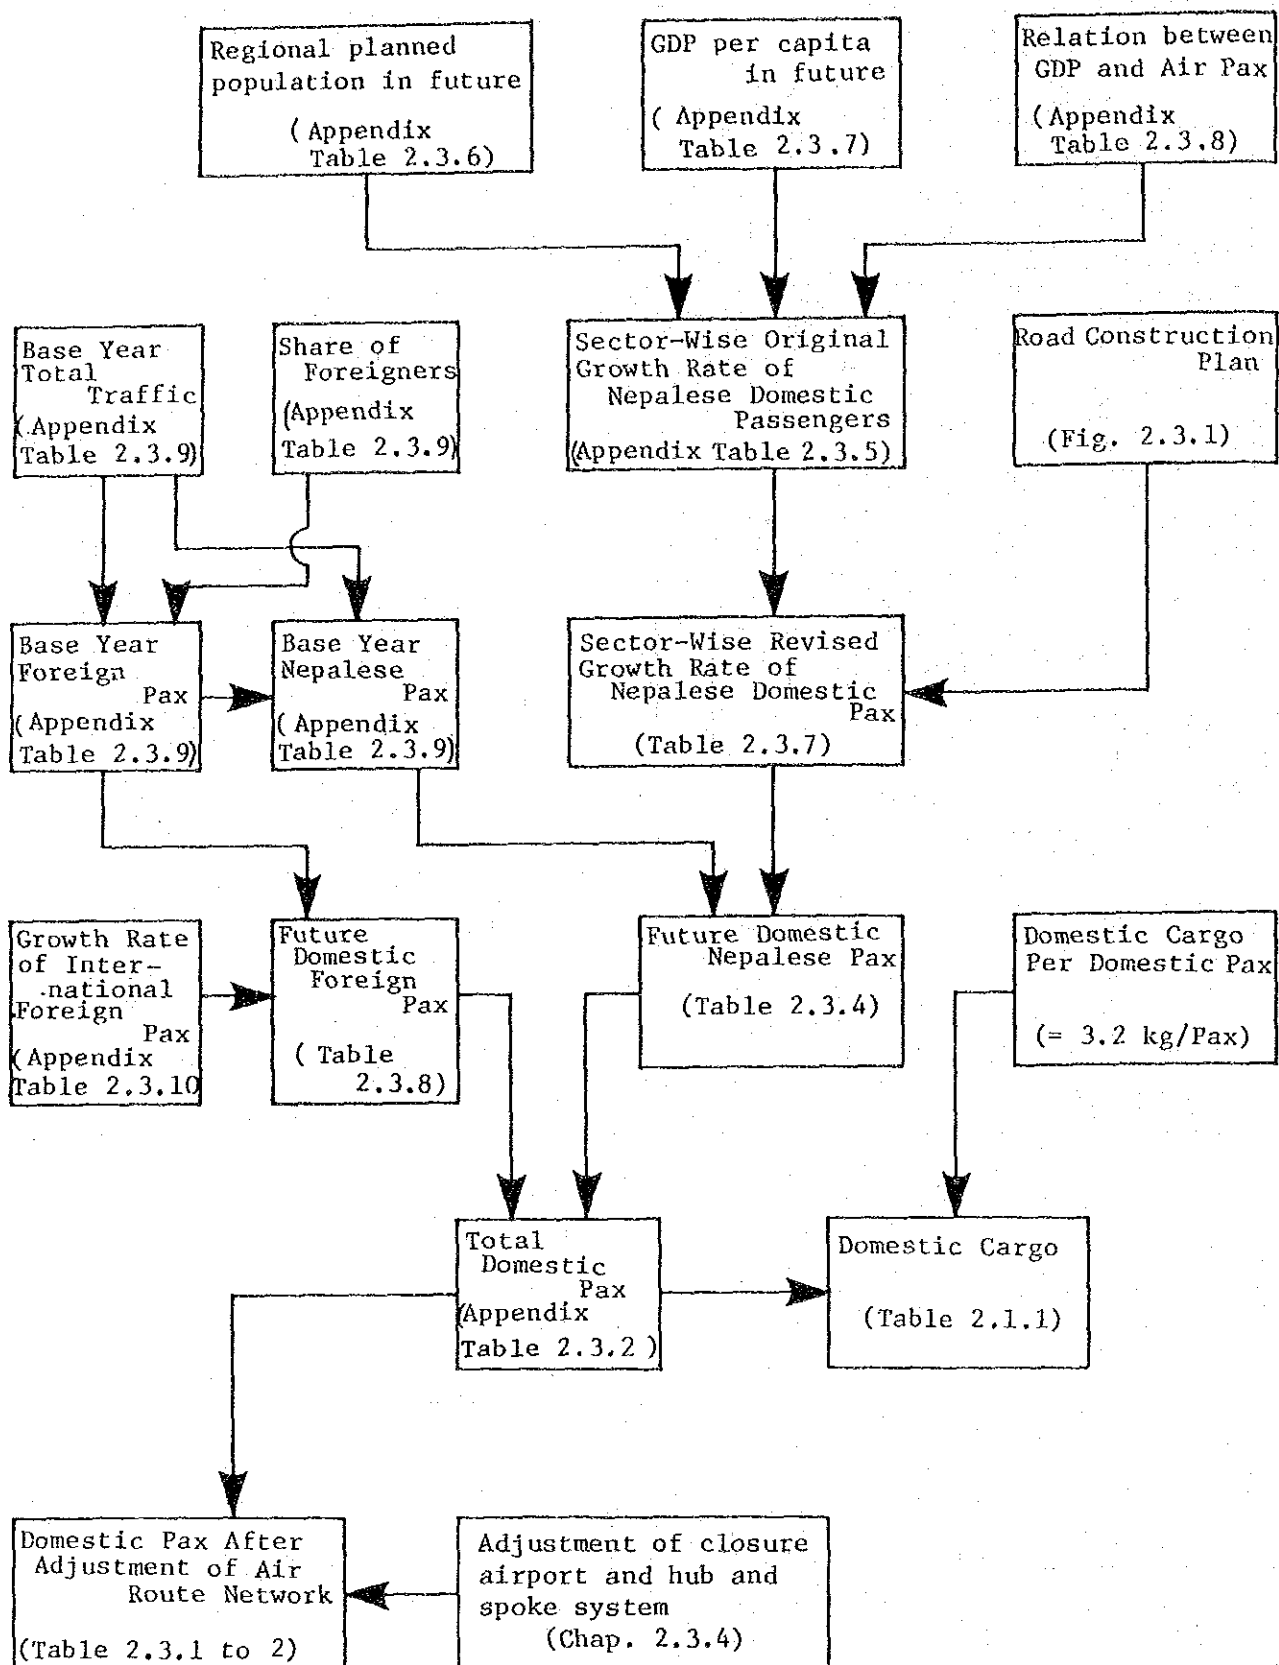 Regional planned
population in future
(Appendix
Table 2.3.6)
GDP per capita
in future
(Appendix
Table 2.3.7)
Relation between
GDP and Air Pax
(Appendix
Table 2.3.8)
Base Year
Total
Traffic
(Appendix
Table 2.3.9)
Share of
Foreigners
(Appendix
Table 2.3.9)
Sector-Wise Original
Growth Rate of
Nepalese Domestic
Passengers
(Appendix Table 2.3.5)
Road Construction
Plan
(Fig. 2.3.1)
Base Year
Foreign
Pax
(Appendix
Table 2.3.9)
Base Year
Nepalese
Pax
(Appendix
Table 2.3.9)
Sector-Wise Revised
Growth Rate of
Nepalese Domestic
Pax
(Table 2.3.7)
Growth Rate
of Inter-
national
Foreign
Pax
(Appendix
Table 2.3.10
Future
Domestic
Foreign
Pax
(Table
2.3.8)
Future Domestic
Nepalese Pax
(Table 2.3.4)
Domestic Cargo
Per Domestic Pax
(= 3.2 kg/Pax)
Total
Domestic
Pax
(Appendix
Table 2.3.2)
Domestic Cargo
(Table 2.1.1)
Domestic Pax After
Adjustment of Air
Route Network
(Table 2.3.1 to 2)
Adjustment of closure
airport and hub and
spoke system
(Chap. 2.3.4)